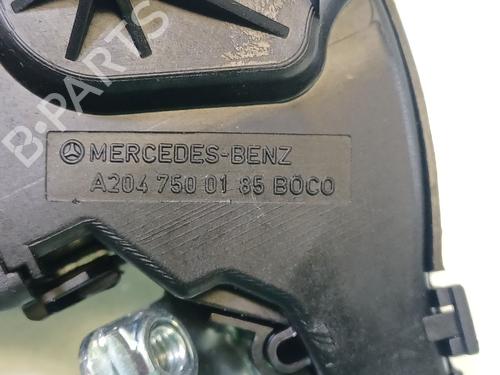 B-PARTS
MERCEDES-BENZ
A204 750 01 85 BÖCO